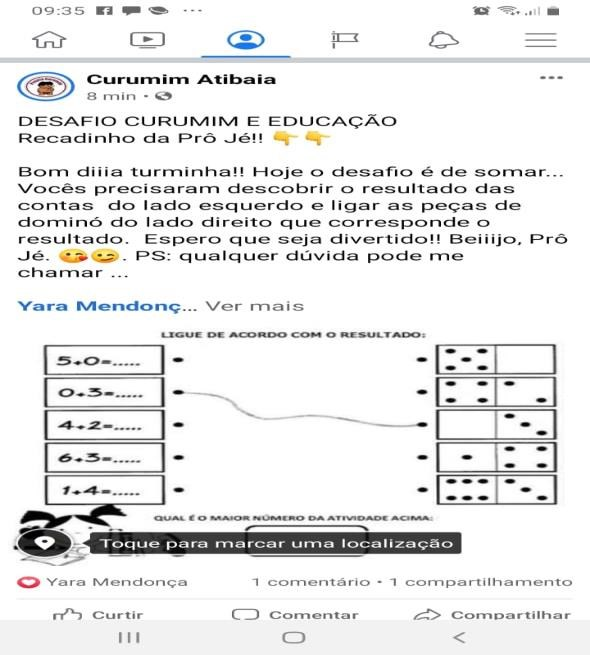 09:35
Curumim Atibaia
8 min
DESAFIO CURUMIM E EDUCAÇÃO
Recadinho da Prô Jé!! 👇👇
Bom diiia turminha!! Hoje o desafio é de somar...
Vocês precisaram descobrir o resultado das
contas do lado esquerdo e ligar as peças de
dominó do lado direito que corresponde o
resultado. Espero que seja divertido!! Beiiijo, Prô
Jé. 😘😉. PS: qualquer dúvida pode me
chamar ...
Yara Mendonç... Ver mais
LIGUE DE ACORDO COM O RESULTADO:
5+0=.....
0+3=.....
4+2=.....
6+3=.....
1+4=.....
QUAL É O MAIOR NÚMERO DA ATIVIDADE ACIMA:
Toque para marcar uma localização
Yara Mendonça 1 comentário • 1 compartilhamento
Curtir Comentar Compartilhar